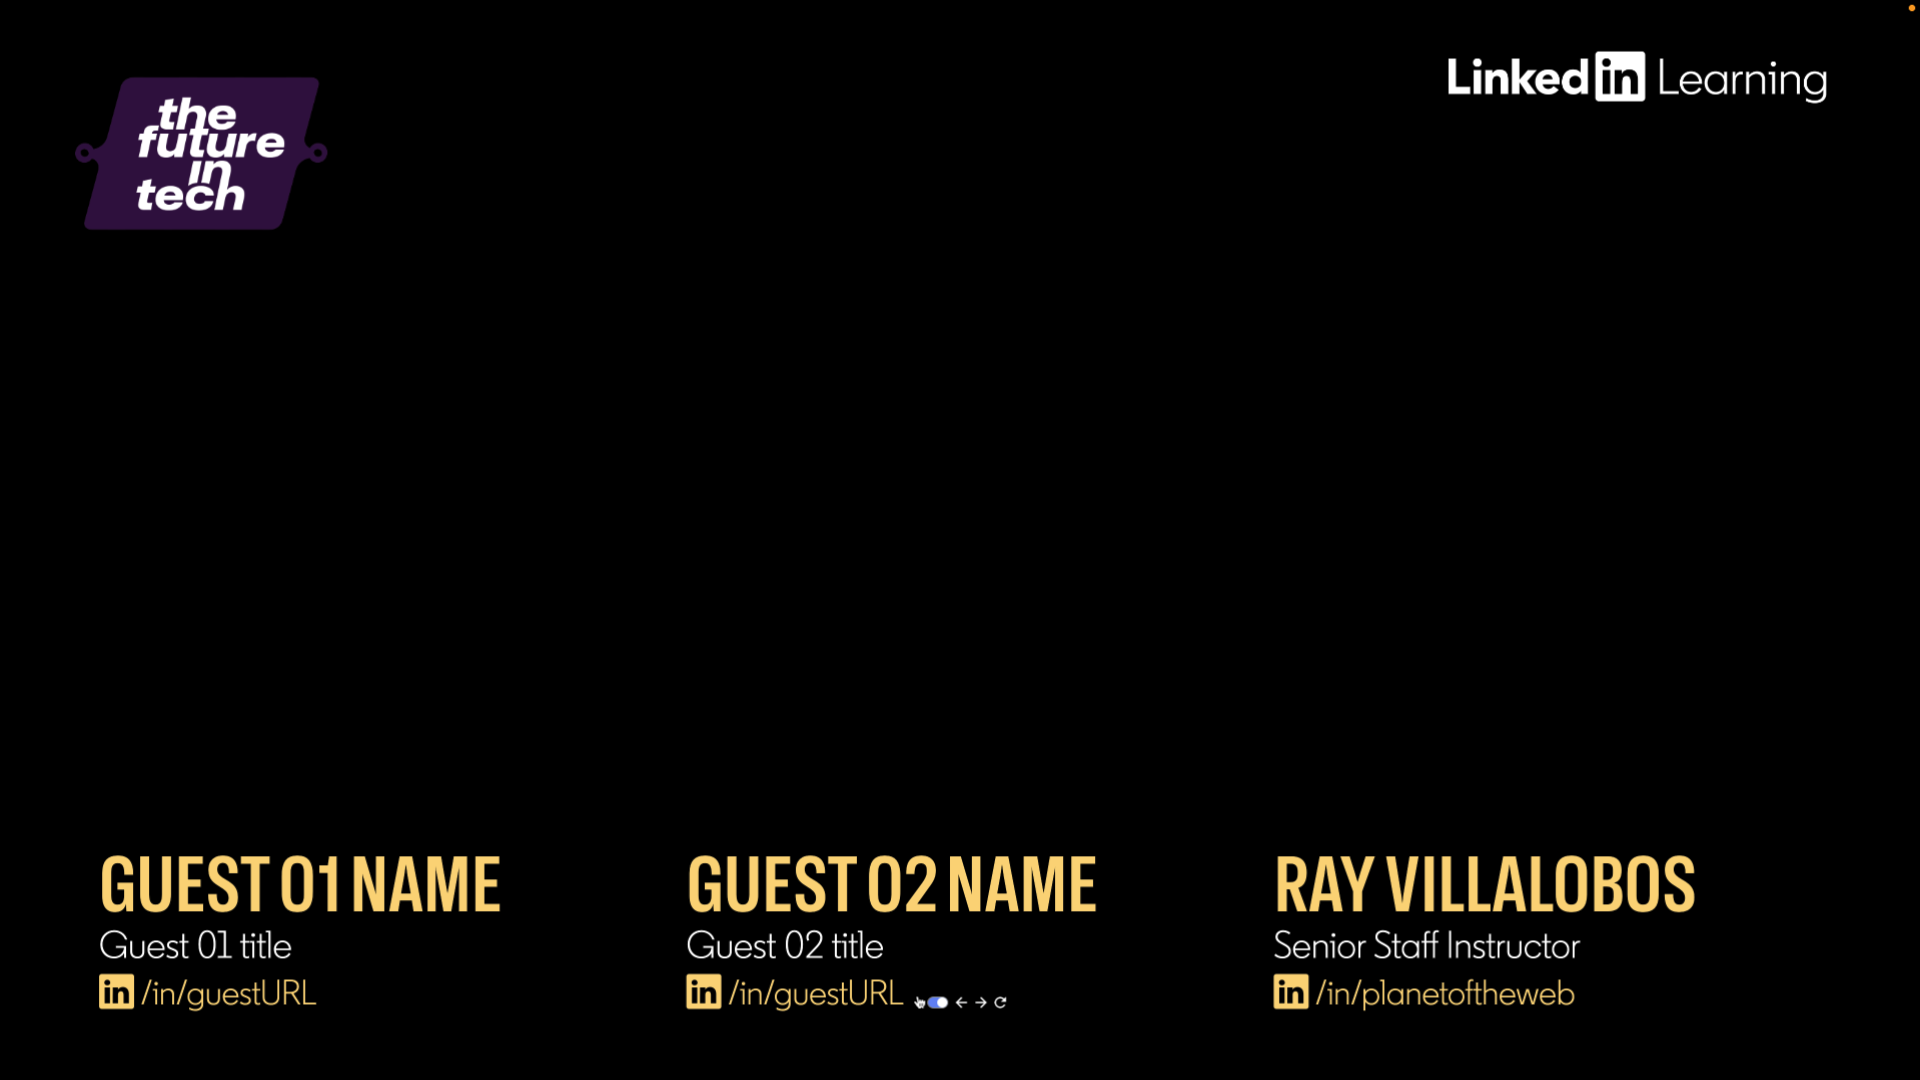 the
future
in
tech
Linked in Learning
GUEST 01 NAME
Guest 01 title
in /in/guestURL
GUEST 02 NAME
Guest 02 title
in /in/guestURL
RAY VILLALOBOS
Senior Staff Instructor
in /in/planetoftheweb